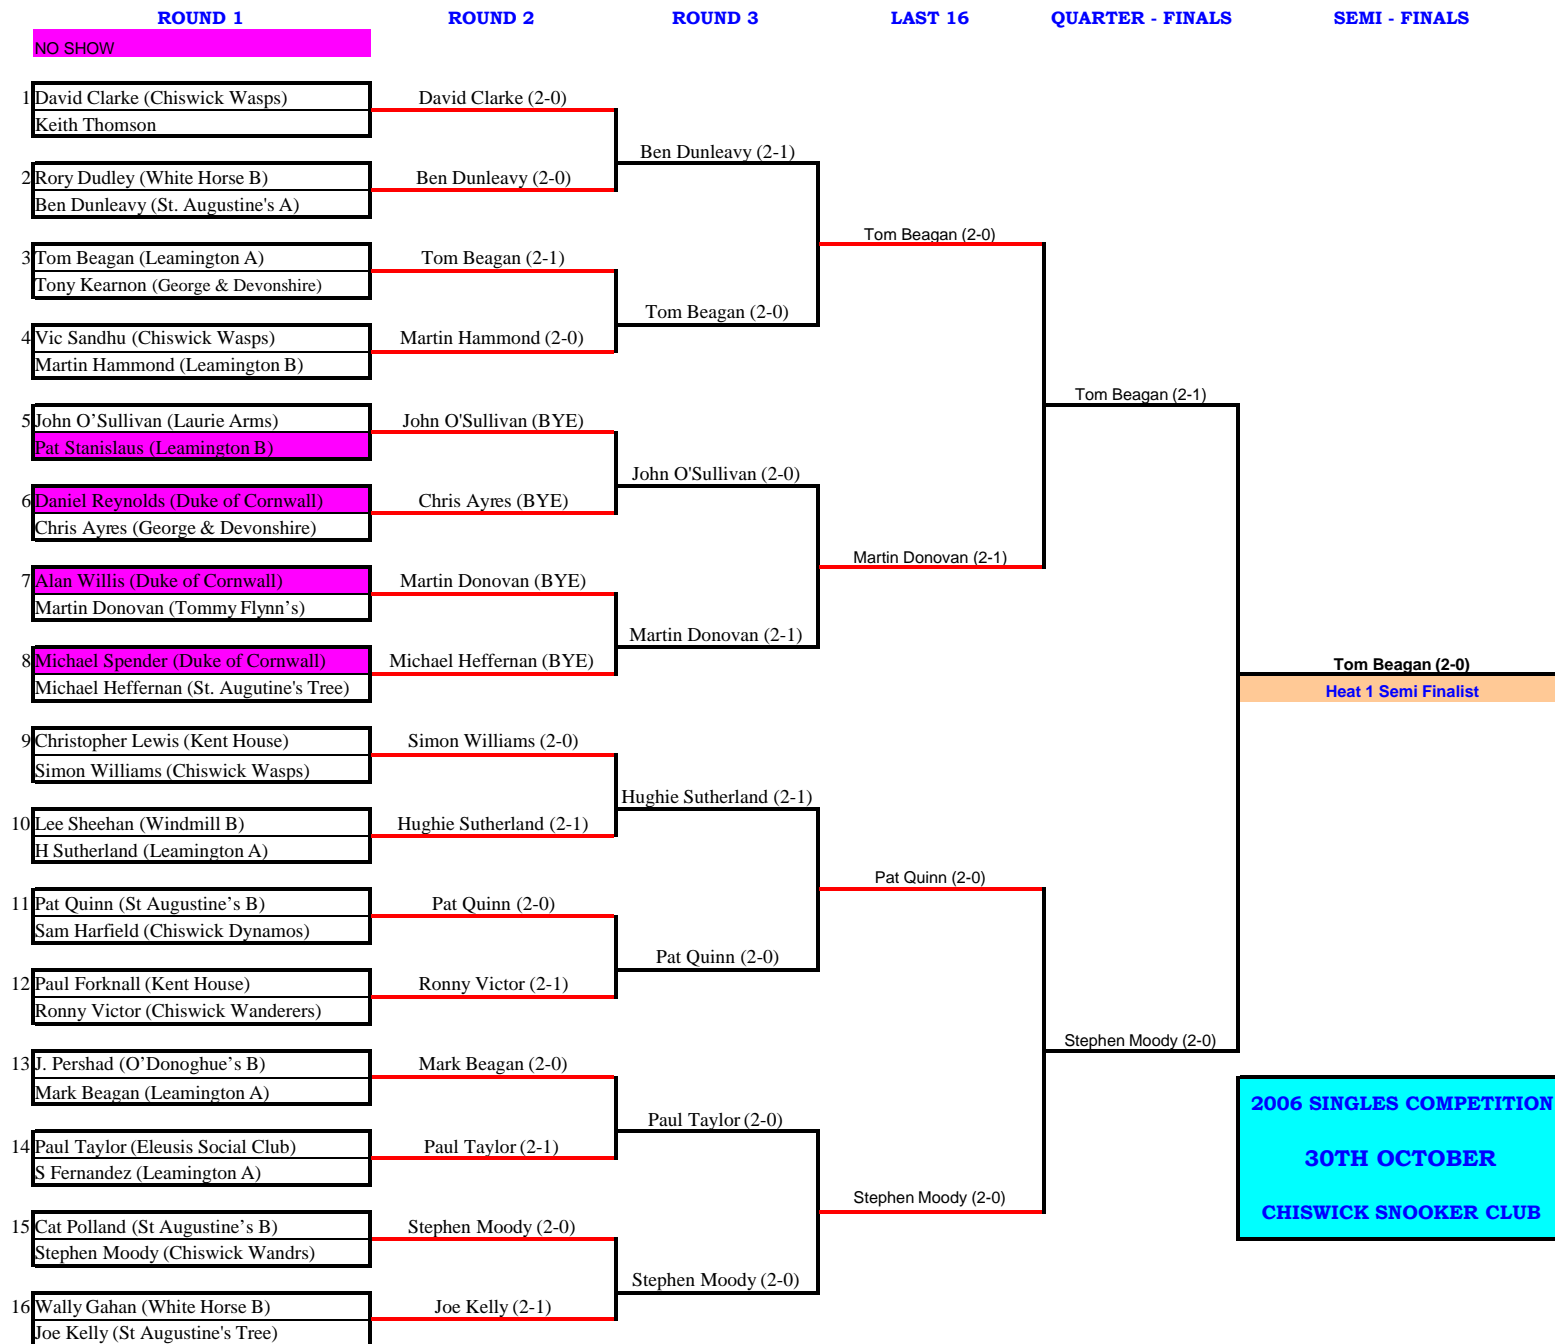 ROUND 1
ROUND 2
ROUND 3
LAST 16
QUARTER - FINALS
SEMI - FINALS
NO SHOW
1 David Clarke (Chiswick Wasps)
Keith Thomson
2 Rory Dudley (White Horse B)
Ben Dunleavy (St. Augustine's A)
3 Tom Beagan (Leamington A)
Tony Kearnon (George & Devonshire)
4 Vic Sandhu (Chiswick Wasps)
Martin Hammond (Leamington B)
5 John O’Sullivan (Laurie Arms)
Pat Stanislaus (Leamington B)
6 Daniel Reynolds (Duke of Cornwall)
Chris Ayres (George & Devonshire)
7 Alan Willis (Duke of Cornwall)
Martin Donovan (Tommy Flynn’s)
8 Michael Spender (Duke of Cornwall)
Michael Heffernan (St. Augutine's Tree)
9 Christopher Lewis (Kent House)
Simon Williams (Chiswick Wasps)
10 Lee Sheehan (Windmill B)
H Sutherland (Leamington A)
11 Pat Quinn (St Augustine’s B)
Sam Harfield (Chiswick Dynamos)
12 Paul Forknall (Kent House)
Ronny Victor (Chiswick Wanderers)
13 J. Pershad (O’Donoghue’s B)
Mark Beagan (Leamington A)
14 Paul Taylor (Eleusis Social Club)
S Fernandez (Leamington A)
15 Cat Polland (St Augustine’s B)
Stephen Moody (Chiswick Wandrs)
16 Wally Gahan (White Horse B)
Joe Kelly (St Augustine's Tree)
David Clarke (2-0)
Ben Dunleavy (2-0)
Tom Beagan (2-1)
Martin Hammond (2-0)
John O'Sullivan (BYE)
Chris Ayres (BYE)
Martin Donovan (BYE)
Michael Heffernan (BYE)
Simon Williams (2-0)
Hughie Sutherland (2-1)
Pat Quinn (2-0)
Ronny Victor (2-1)
Mark Beagan (2-0)
Paul Taylor (2-1)
Stephen Moody (2-0)
Joe Kelly (2-1)
Ben Dunleavy (2-1)
Tom Beagan (2-0)
John O'Sullivan (2-0)
Martin Donovan (2-1)
Hughie Sutherland (2-1)
Pat Quinn (2-0)
Paul Taylor (2-0)
Stephen Moody (2-0)
Tom Beagan (2-0)
Martin Donovan (2-1)
Pat Quinn (2-0)
Stephen Moody (2-0)
Tom Beagan (2-1)
Stephen Moody (2-0)
Tom Beagan (2-0)
Heat 1 Semi Finalist
2006 SINGLES COMPETITION
30TH OCTOBER
CHISWICK SNOOKER CLUB